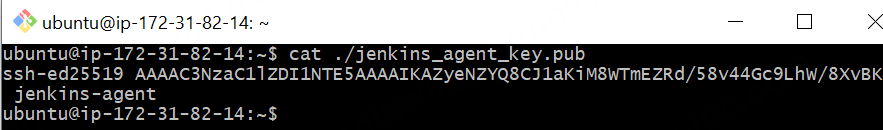 ubuntu@ip-172-31-82-14: ~
ubuntu@ip-172-31-82-14:~$ cat ./jenkins_agent_key.pub
ssh-ed25519 AAAAC3NzaC1lZDI1NTE5AAAAIKAZyeNZYQ8CJ1aKiM8WTmEZRd/58v44Gc9LhW/8XvBK
 jenkins-agent
ubuntu@ip-172-31-82-14:~$